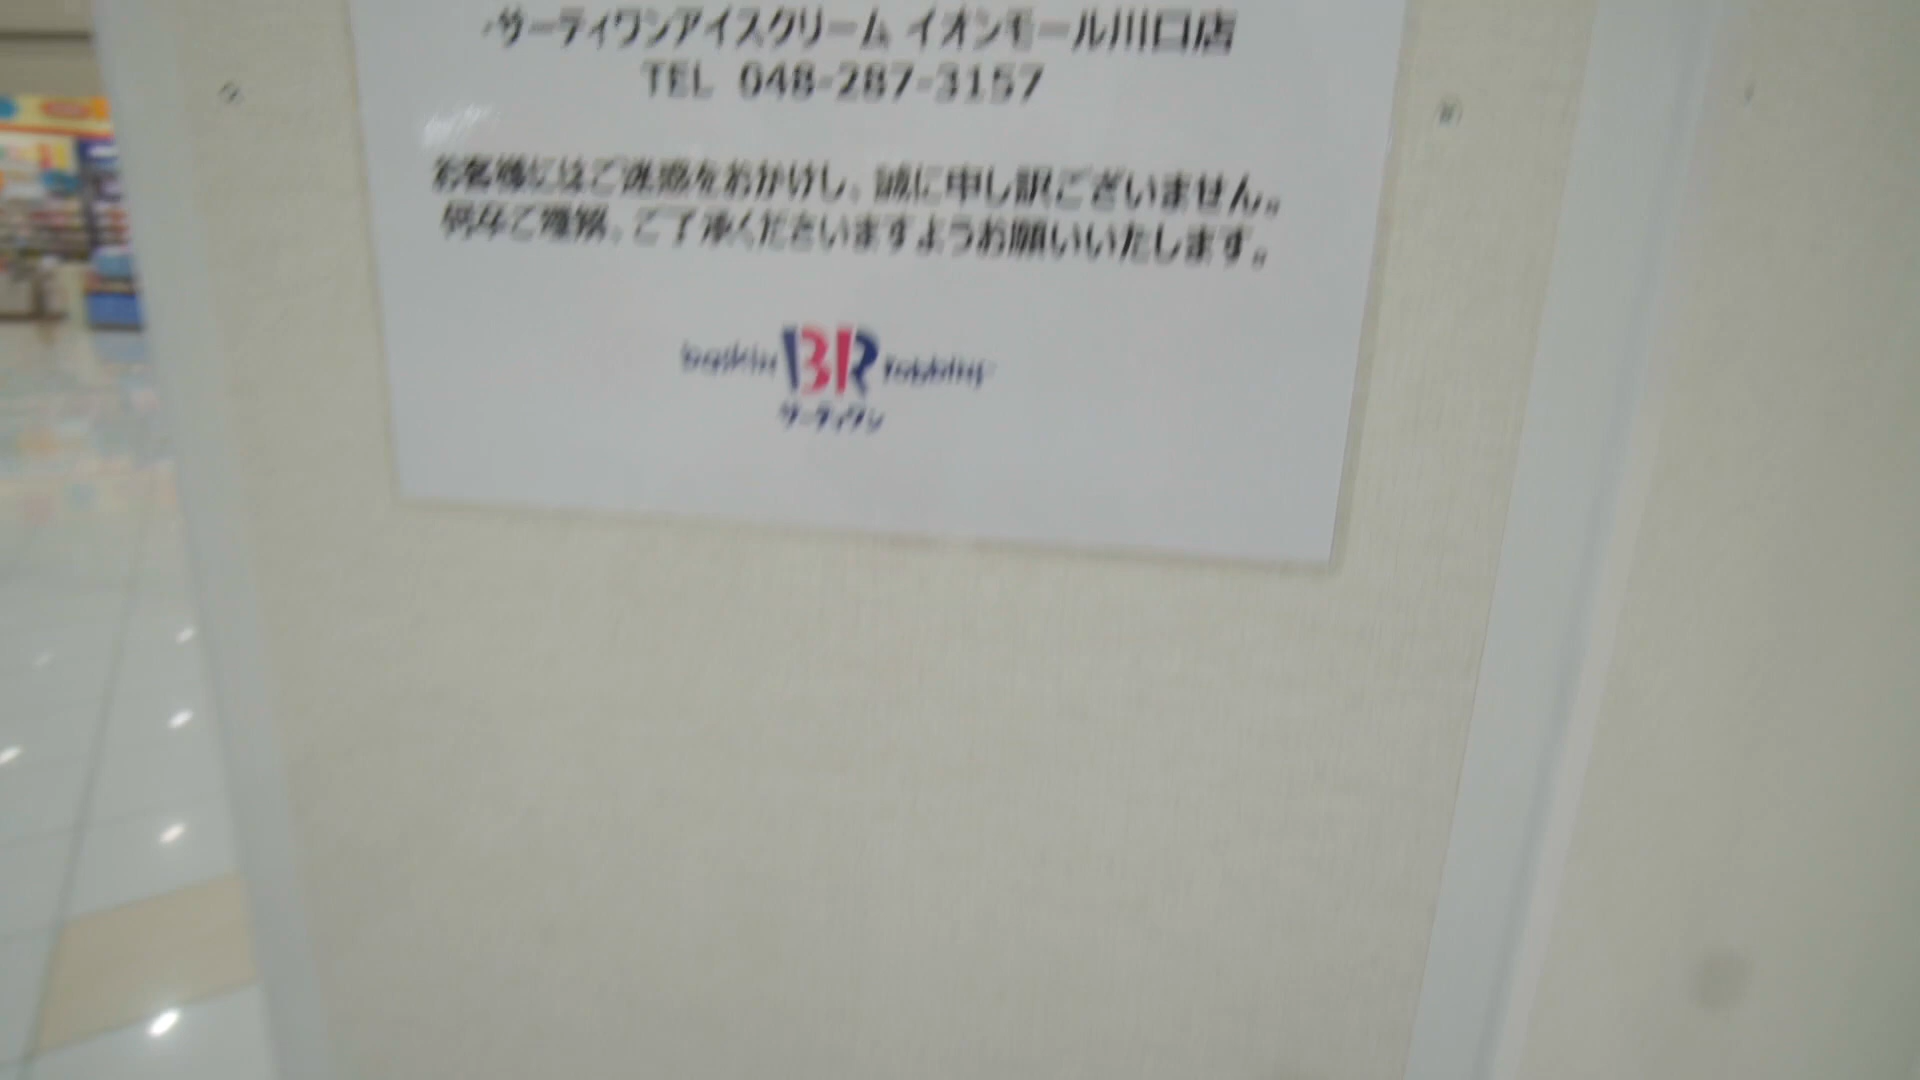 ・サーティワンアイスクリーム イオンモール川口店
TEL 048-287-3157
お客様にはご迷惑をおかけし、誠に申し訳ございません。
何卒ご理解、ご了承くださいますようお願いいたします。
baskin BR robbins
サーティワン